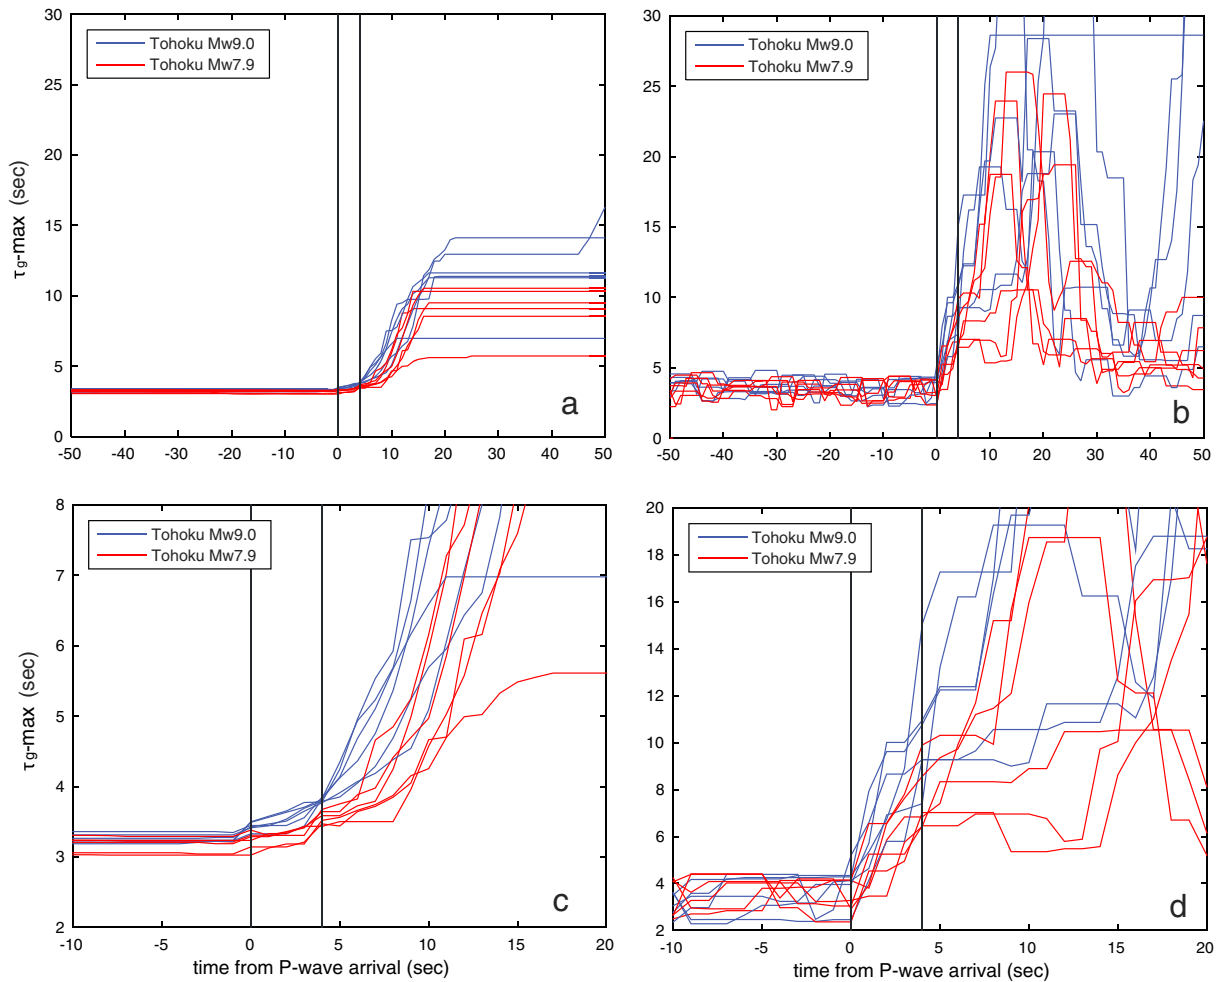 30
25
20
15
10
5
0
τg-max (sec)
Tohoku Mw9.0
Tohoku Mw7.9
a
-50 -40 -30 -20 -10 0 10 20 30 40 50
30
25
20
15
10
5
0
Tohoku Mw9.0
Tohoku Mw7.9
b
-50 -40 -30 -20 -10 0 10 20 30 40 50
8
7
6
5
4
3
2
τg-max (sec)
Tohoku Mw9.0
Tohoku Mw7.9
c
-10 -5 0 5 10 15 20
time from P-wave arrival (sec)
20
18
16
14
12
10
8
6
4
2
Tohoku Mw9.0
Tohoku Mw7.9
d
-10 -5 0 5 10 15 20
time from P-wave arrival (sec)